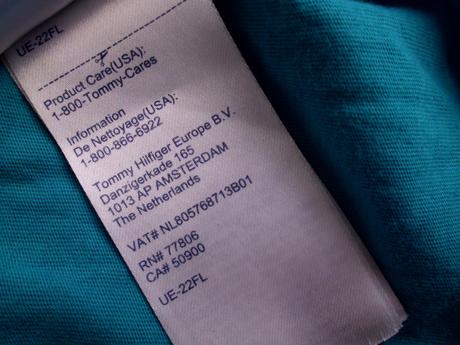 UE-22FL
Product Care(USA):
1-800-Tommy-Cares
Information
De Nettoyage(USA):
1-800-866-6922
Tommy Hilfiger Europe B.V.
Danzigerkade 165
1013 AP AMSTERDAM
The Netherlands
VAT# NL805768713B01
RN# 77806
CA# 50900
UE-22FL